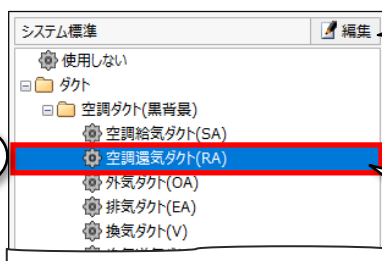 システム標準 編集
使用しない
ダクト
空調ダクト(黒背景)
空調給気ダクト(SA)
空調還気ダクト(RA)
外気ダクト(OA)
排気ダクト(EA)
換気ダクト(V)